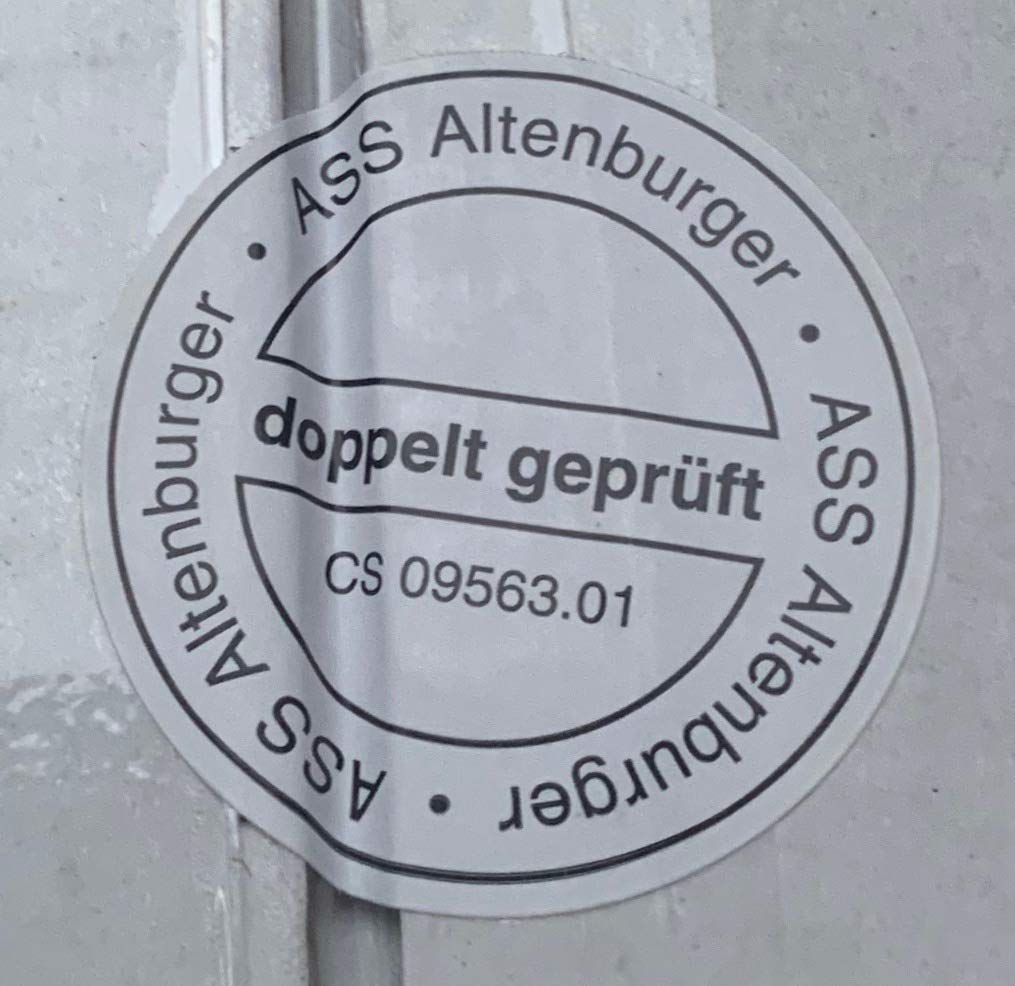 ASS Altenburger • ASS Altenburger • ASS Altenburger •
doppelt geprüft
CS 09563.01